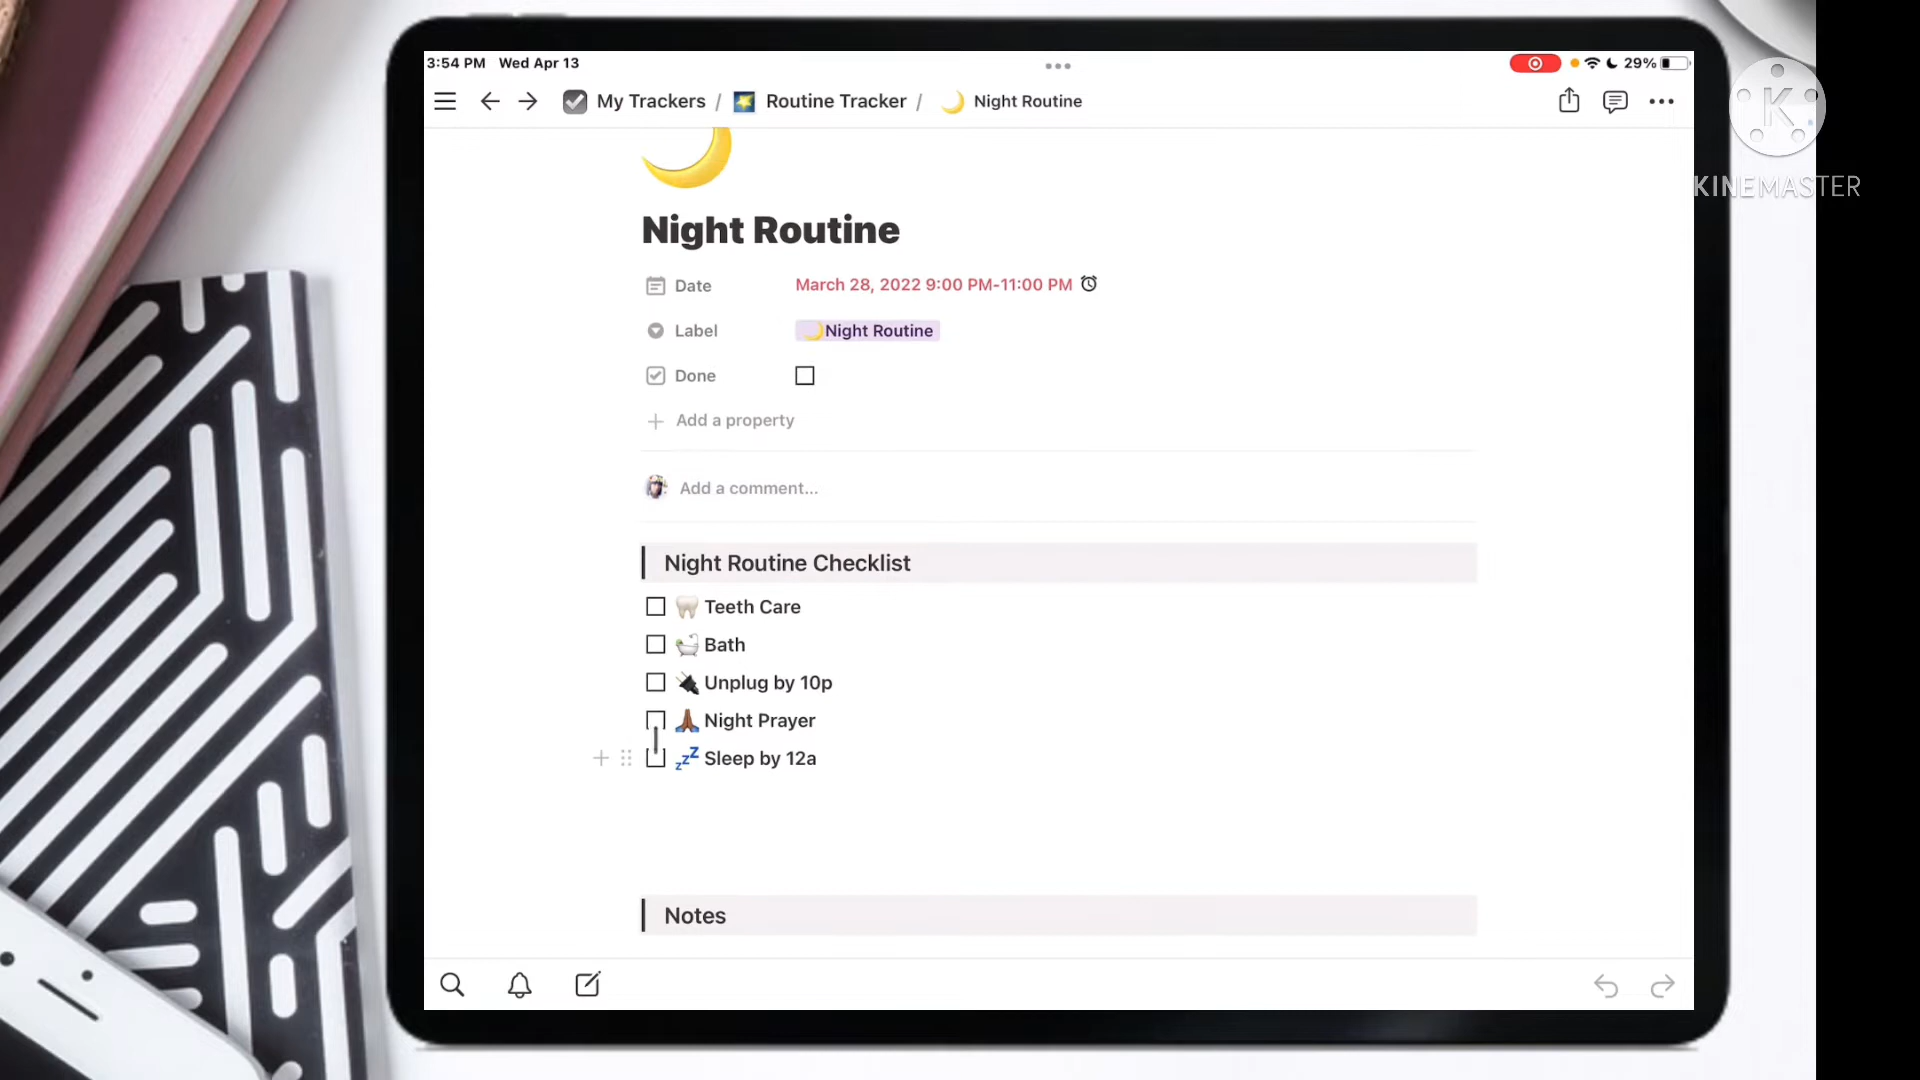 3:54 PM Wed Apr 13
29%
My Trackers / Routine Tracker / 🌙 Night Routine
KINEMASTER
Night Routine
Date March 28, 2022 9:00 PM-11:00 PM
Label 🌙Night Routine
Done
Add a property
Add a comment...
Night Routine Checklist
🦷 Teeth Care
🛀 Bath
🔌 Unplug by 10p
🙏🏾 Night Prayer
💤 Sleep by 12a
Notes